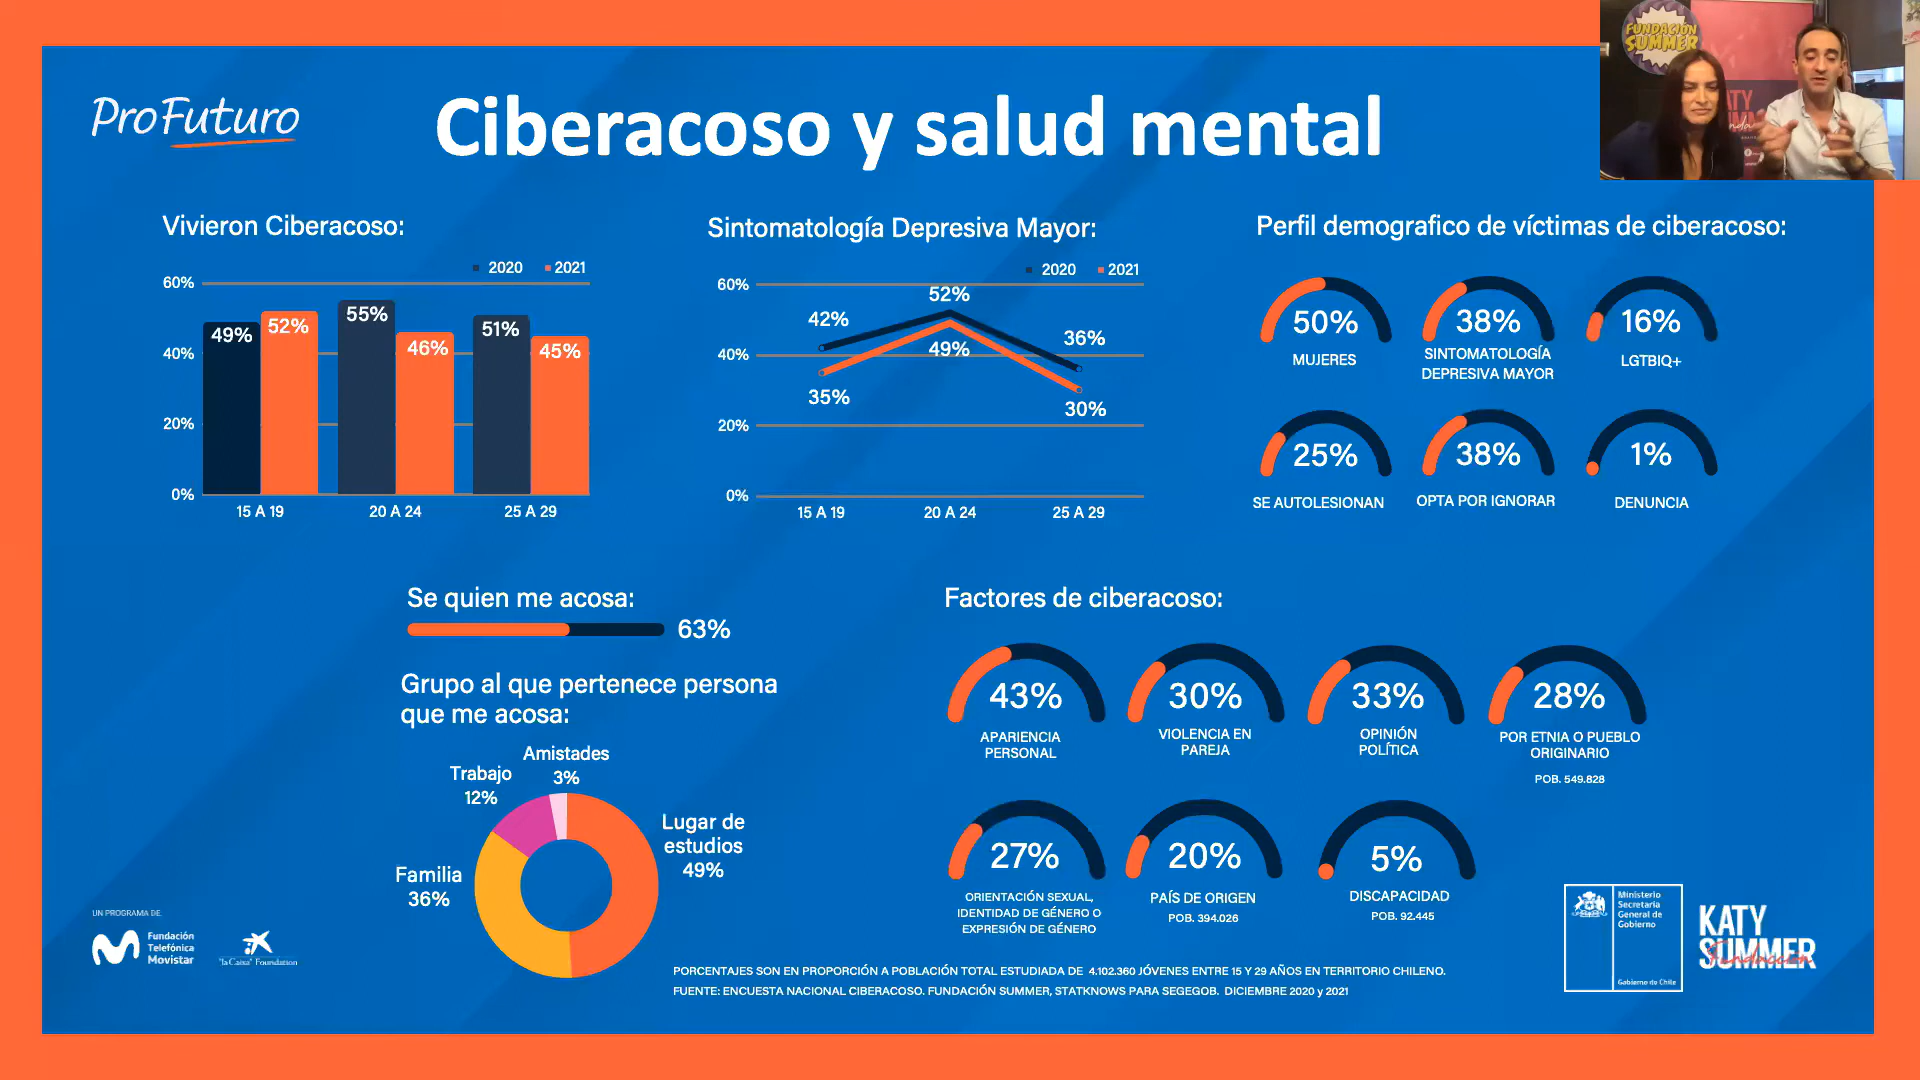 FUNDACIÓN
SUMMER
ProFuturo
Ciberacoso y salud mental
Vivieron Ciberacoso:
2020 2021
60%
40%
20%
0%
49%
52%
55%
46%
51%
45%
15 A 19
20 A 24
25 A 29
Sintomatología Depresiva Mayor:
2020 2021
60%
40%
20%
0%
42%
52%
36%
35%
49%
30%
15 A 19
20 A 24
25 A 29
Perfil demografico de víctimas de ciberacoso:
50%
MUJERES
38%
SINTOMATOLOGÍA
DEPRESIVA MAYOR
16%
LGTBIQ+
25%
SE AUTOLESIONAN
38%
OPTA POR IGNORAR
1%
DENUNCIA
Se quien me acosa:
63%
Grupo al que pertenece persona
que me acosa:
Amistades
3%
Trabajo
12%
Lugar de
estudios
49%
Familia
36%
Factores de ciberacoso:
43%
APARIENCIA
PERSONAL
30%
VIOLENCIA EN
PAREJA
33%
OPINIÓN
POLÍTICA
28%
POR ETNIA O PUEBLO
ORIGINARIO
POB. 549.828
27%
ORIENTACIÓN SEXUAL,
IDENTIDAD DE GÉNERO O
EXPRESIÓN DE GÉNERO
20%
PAÍS DE ORIGEN
POB. 394.026
5%
DISCAPACIDAD
POB. 92.445
PORCENTAJES SON EN PROPORCIÓN A POBLACIÓN TOTAL ESTUDIADA DE 4.102.360 JÓVENES ENTRE 15 Y 29 AÑOS EN TERRITORIO CHILENO.
FUENTE: ENCUESTA NACIONAL CIBERACOSO. FUNDACIÓN SUMMER, STATKNOWS PARA SEGEGOB. DICIEMBRE 2020 y 2021
UN PROGRAMA DE:
Fundación
Telefónica
Movistar
"la Caixa" Foundation
Ministerio
Secretaría
General de
Gobierno
Gobierno de Chile
KATY
SUMMER
Fundación